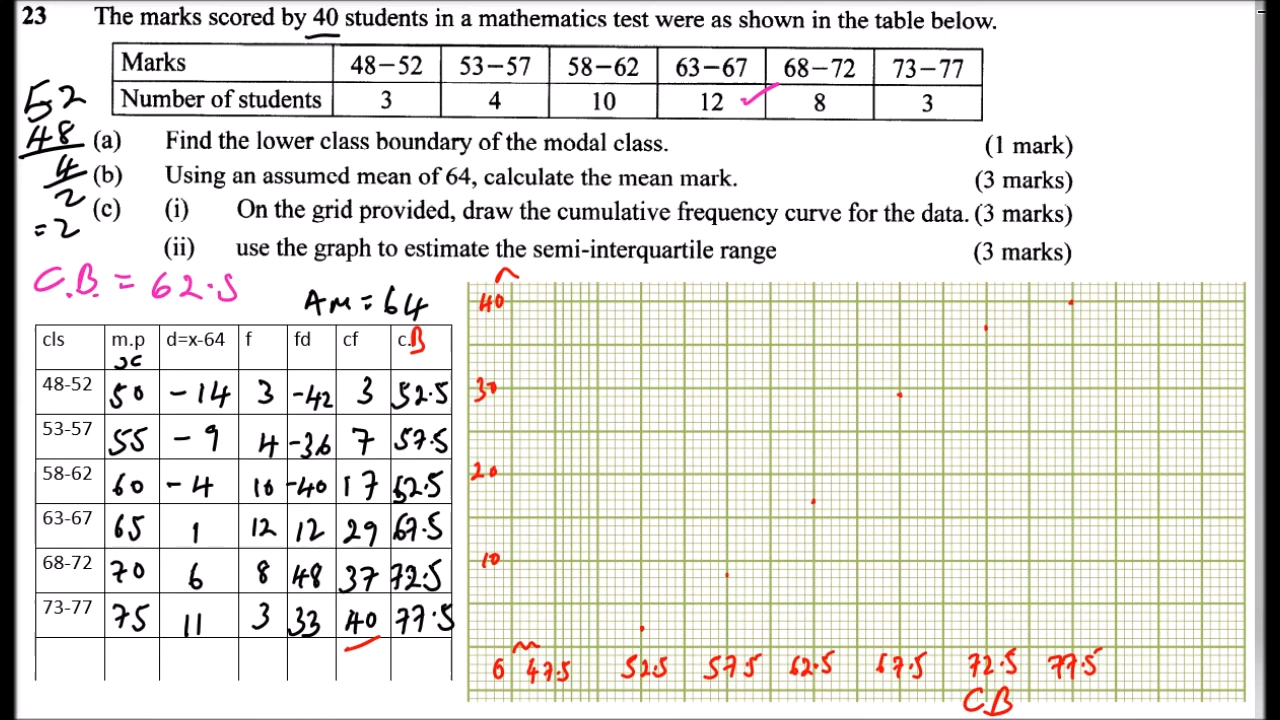 23 The marks scored by 40 students in a mathematics test were as shown in the table below.
Marks 48–52 53–57 58–62 63–67 68–72 73–77
Number of students 3 4 10 12 8 3
52
48
4
2
= 2
(a) Find the lower class boundary of the modal class. (1 mark)
(b) Using an assumed mean of 64, calculate the mean mark. (3 marks)
(c) (i) On the grid provided, draw the cumulative frequency curve for the data. (3 marks)
(ii) use the graph to estimate the semi-interquartile range (3 marks)
C.B. = 62.5
AM = 64
cls m.p x d=x-64 f fd cf c.B
48-52 50 -14 3 -42 3 52.5
53-57 55 -9 4 -36 7 57.5
58-62 60 -4 10 -40 17 62.5
63-67 65 1 12 12 29 67.5
68-72 70 6 8 48 37 72.5
73-77 75 11 3 33 40 77.5
40
30
20
10
0 47.5 52.5 57.5 62.5 67.5 72.5 77.5
CB